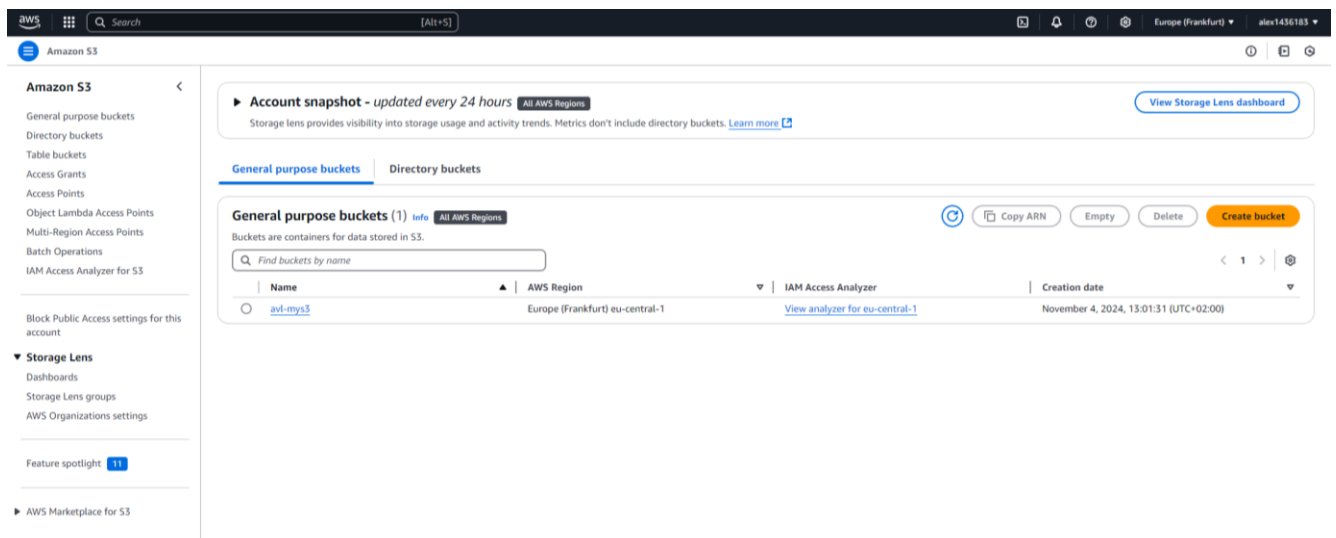 aws
Search [Alt+S]
Europe (Frankfurt) ▼
alex1436183 ▼
Amazon S3
Amazon S3
General purpose buckets
Directory buckets
Table buckets
Access Grants
Access Points
Object Lambda Access Points
Multi-Region Access Points
Batch Operations
IAM Access Analyzer for S3
Block Public Access settings for this
account
Storage Lens
Dashboards
Storage Lens groups
AWS Organizations settings
Feature spotlight 11
AWS Marketplace for S3
Account snapshot - updated every 24 hours All AWS Regions
View Storage Lens dashboard
Storage lens provides visibility into storage usage and activity trends. Metrics don't include directory buckets. Learn more
General purpose buckets Directory buckets
General purpose buckets (1) Info All AWS Regions
Copy ARN Empty Delete Create bucket
Buckets are containers for data stored in S3.
Find buckets by name
1
Name AWS Region IAM Access Analyzer Creation date
avl-mys3 Europe (Frankfurt) eu-central-1 View analyzer for eu-central-1 November 4, 2024, 13:01:31 (UTC+02:00)